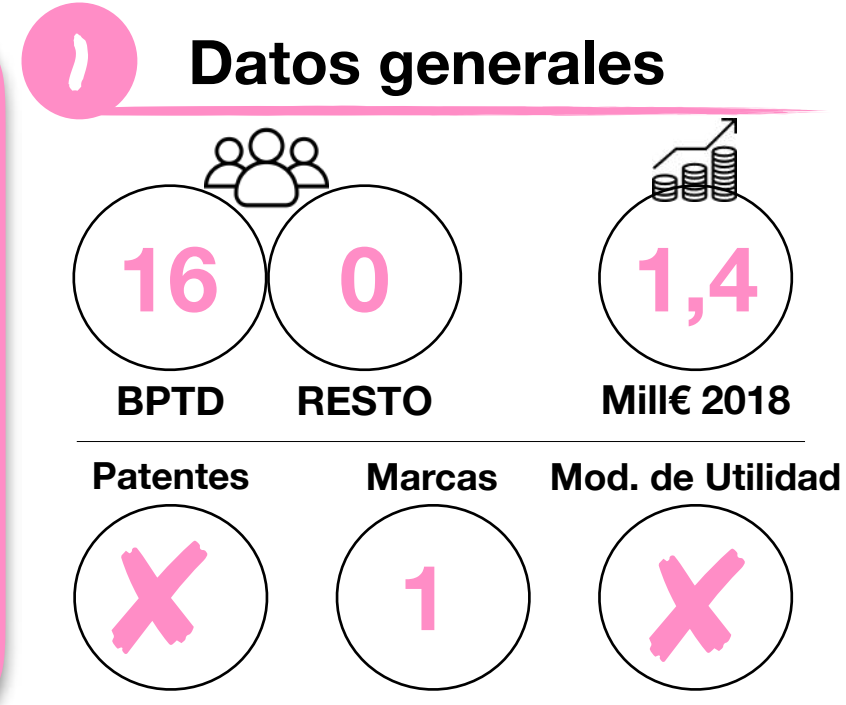 1 Datos generales
16 0 1,4
BPTD RESTO Mill€ 2018
Patentes Marcas Mod. de Utilidad
X 1 X